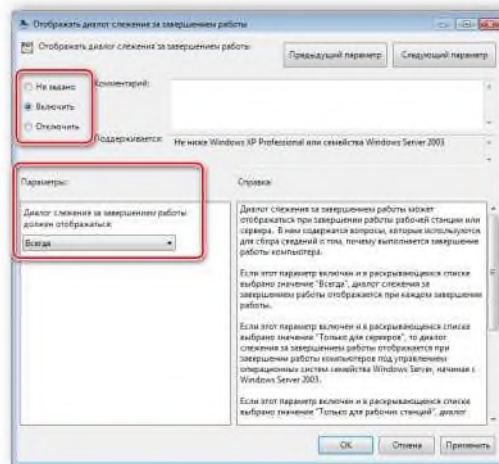 Отображать диалог слежения за завершением работы
Отображать диалог слежения за завершением работы
Предыдущий параметр
Следующий параметр
Не задано
Включить
Отключить
Комментарий:
Поддерживается:
Не ниже Windows XP Professional или семейства Windows Server 2003
Параметры:
Диалог слежения за завершением работы
должен отображаться:
Всегда
Справка:
Диалог слежения за завершением работы может
отображаться при завершении работы рабочей станции или
сервера. В нем содержатся вопросы, которые используются
для сбора сведений о том, почему выполняется завершение
работы компьютера.
Если этот параметр включен и в раскрывающемся списке
выбрано значение "Всегда", диалог слежения за
завершением работы отображается при каждом завершении
работы.
Если этот параметр включен и в раскрывающемся списке
выбрано значение "Только для серверов", то диалог
слежения за завершением работы отображается при
завершении работы компьютеров под управлением
операционных систем семейства Windows Server, начиная с
Windows Server 2003.
Если этот параметр включен и в раскрывающемся списке
выбрано значение "Только для рабочих станций", диалог
ОК
Отмена
Применить